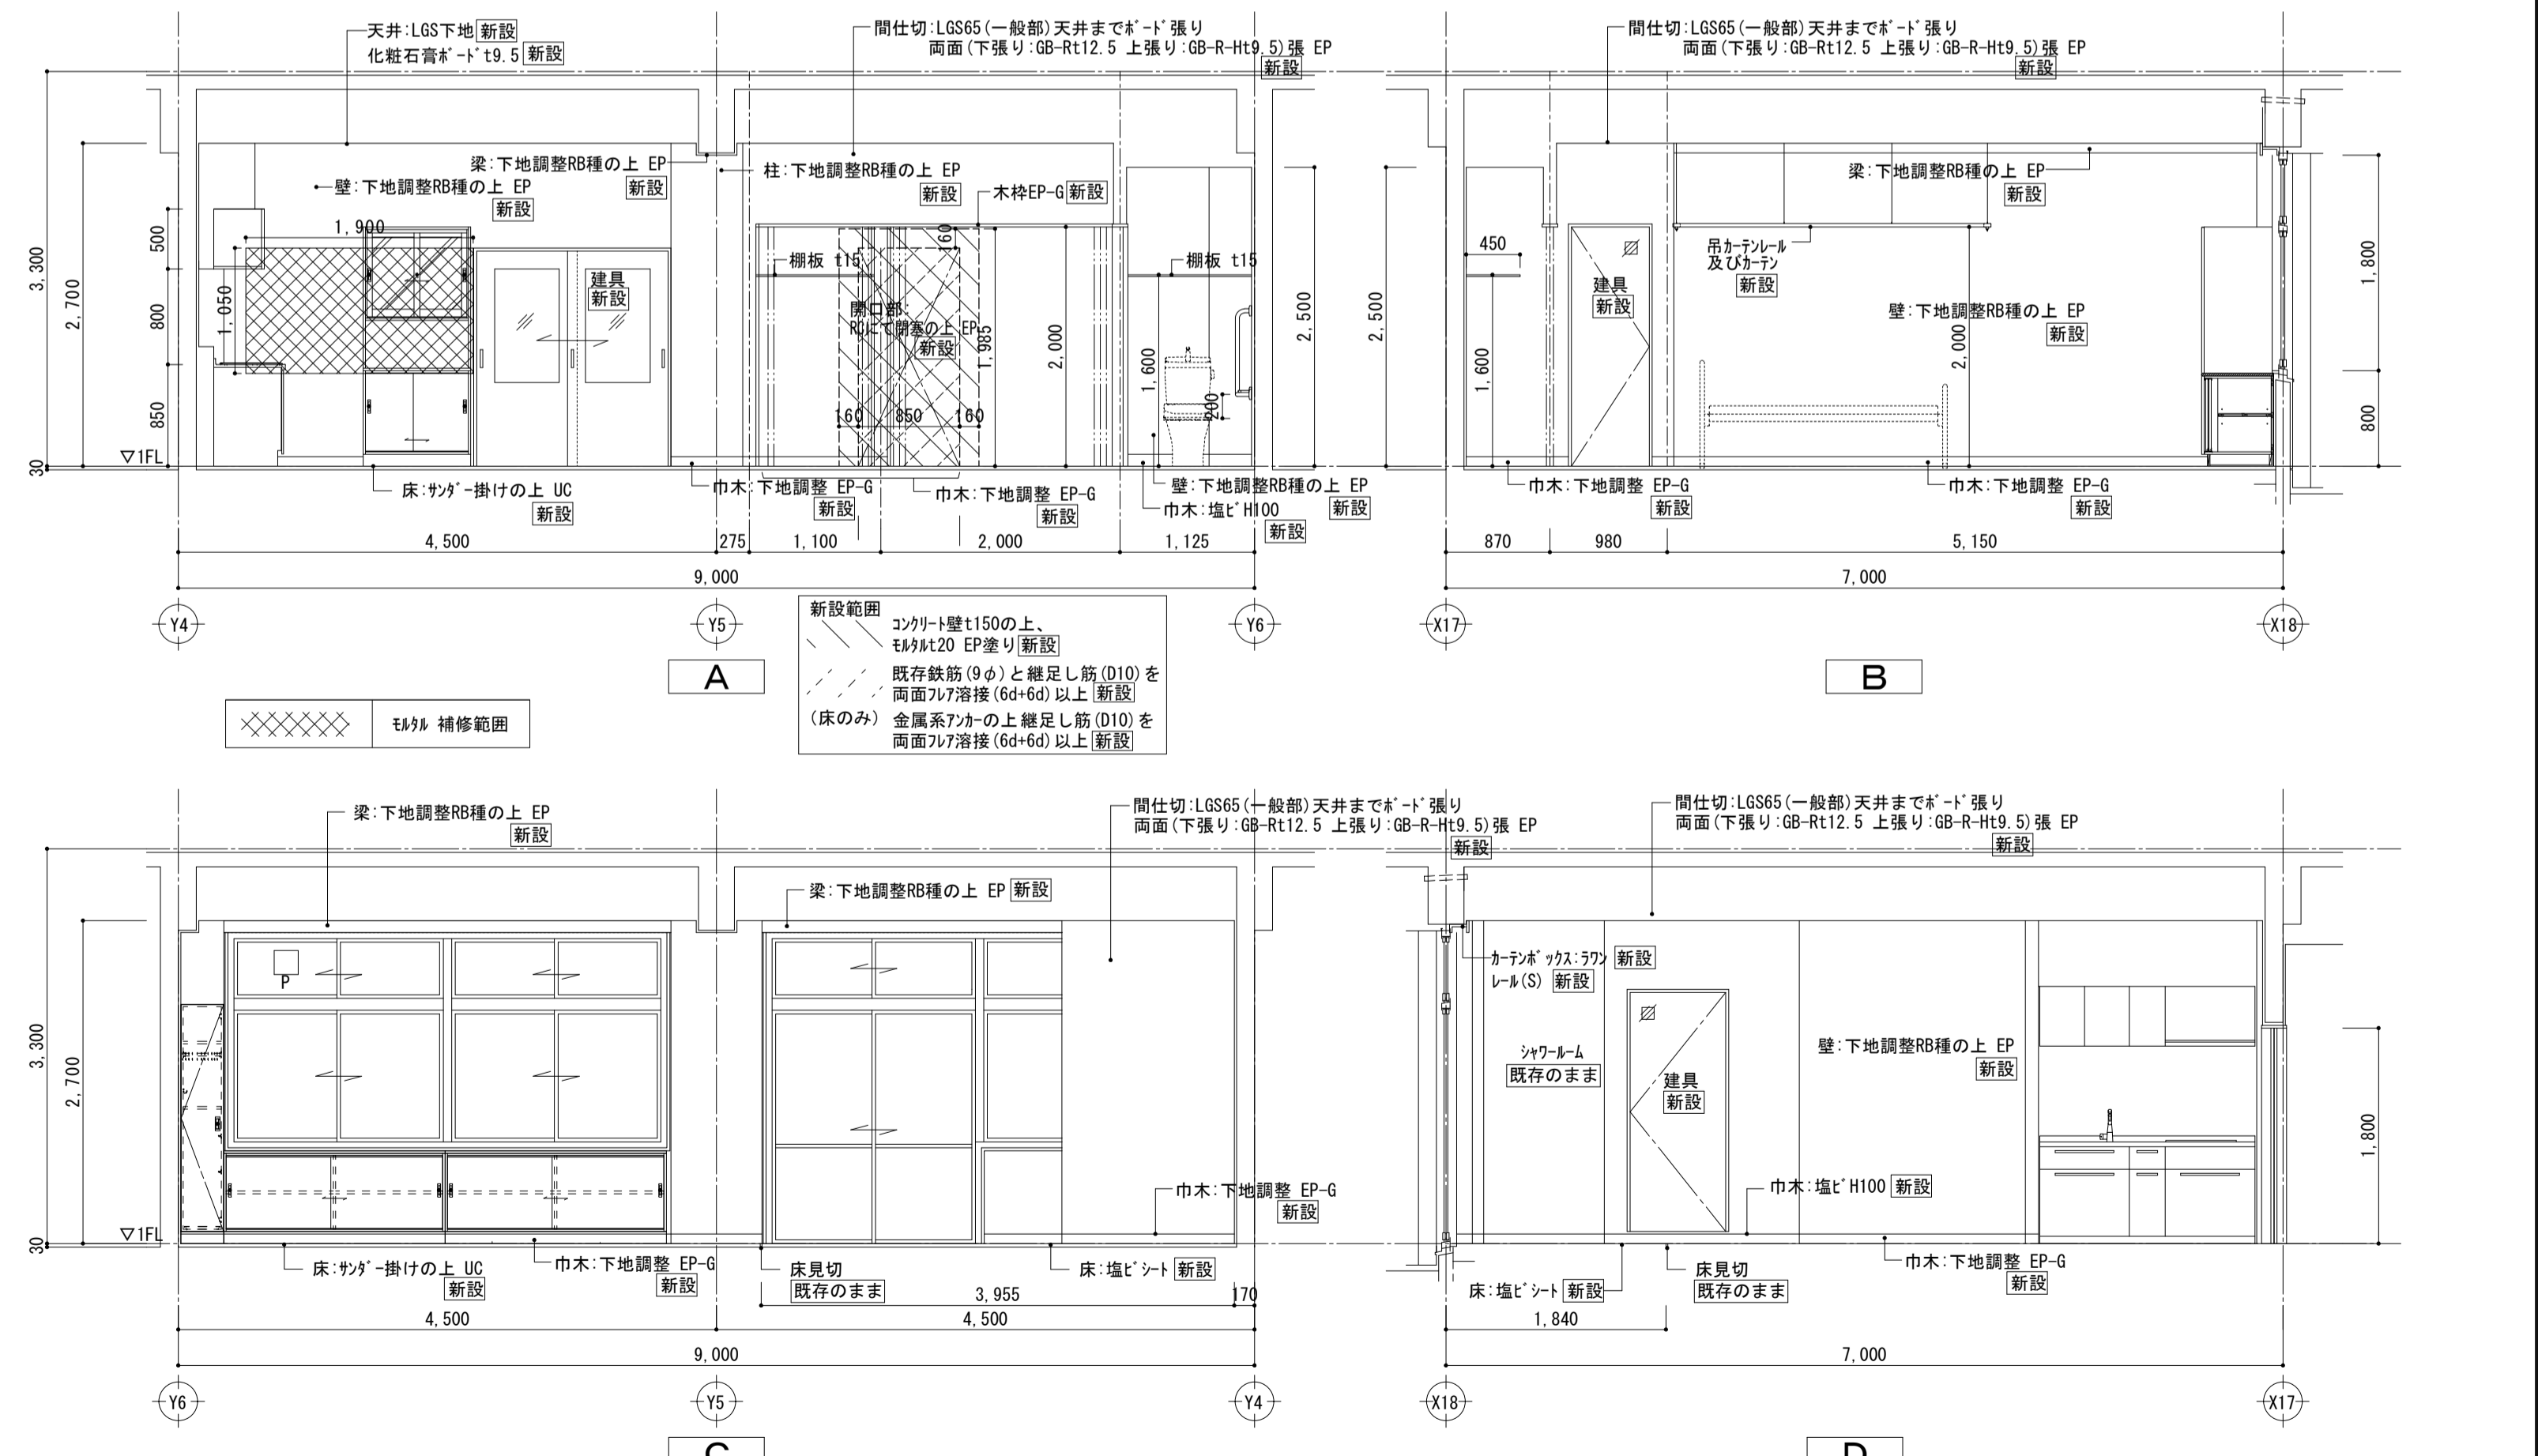 天井:LGS下地 新設
化粧石膏ﾎﾞｰﾄﾞt9.5 新設
間仕切:LGS65(一般部)天井までﾎﾞｰﾄﾞ張り
両面(下張り:GB-Rt12.5 上張り:GB-R-Ht9.5)張 EP
新設
梁:下地調整RB種の上 EP
新設
壁:下地調整RB種の上 EP
新設
柱:下地調整RB種の上 EP
新設
木枠EP-G 新設
1,900
160
棚板 t15
棚板 t15
建具
新設
開口部:
RCにて閉塞の上 EP
新設
3,300
2,700
500
800
850
30
1,050
1,985
2,000
1,600
200
2,500
160
850
160
▽1FL
床:ｻﾝﾀﾞｰ掛けの上 UC
新設
巾木:下地調整 EP-G
新設
巾木:下地調整 EP-G
新設
壁:下地調整RB種の上 EP
新設
巾木:塩ﾋﾞH100
新設
4,500
275
1,100
2,000
1,125
9,000
Y4
Y5
Y6
A
新設範囲
ｺﾝｸﾘｰﾄ壁t150の上、
ﾓﾙﾀﾙt20 EP塗り 新設
既存鉄筋(9φ)と継足し筋(D10)を
両面ﾌﾚｱ溶接(6d+6d)以上 新設
(床のみ) 金属系ｱﾝｶｰの上継足し筋(D10)を
両面ﾌﾚｱ溶接(6d+6d)以上 新設
ﾓﾙﾀﾙ 補修範囲
間仕切:LGS65(一般部)天井までﾎﾞｰﾄﾞ張り
両面(下張り:GB-Rt12.5 上張り:GB-R-Ht9.5)張 EP
新設
梁:下地調整RB種の上 EP
新設
450
吊ｶｰﾃﾝﾚｰﾙ
及びｶｰﾃﾝ
新設
建具
新設
壁:下地調整RB種の上 EP
新設
2,500
1,600
2,000
1,800
800
巾木:下地調整 EP-G
新設
巾木:下地調整 EP-G
新設
870
980
5,150
7,000
X17
X18
B
梁:下地調整RB種の上 EP
新設
梁:下地調整RB種の上 EP 新設
間仕切:LGS65(一般部)天井までﾎﾞｰﾄﾞ張り
両面(下張り:GB-Rt12.5 上張り:GB-R-Ht9.5)張 EP
新設
P
3,300
2,700
30
▽1FL
巾木:下地調整 EP-G
新設
床:ｻﾝﾀﾞｰ掛けの上 UC
新設
巾木:下地調整 EP-G
新設
床見切
既存のまま
床:塩ﾋﾞｼｰﾄ 新設
3,955
170
4,500
4,500
9,000
Y6
Y5
Y4
C
間仕切:LGS65(一般部)天井までﾎﾞｰﾄﾞ張り
両面(下張り:GB-Rt12.5 上張り:GB-R-Ht9.5)張 EP
新設
ｶｰﾃﾝﾎﾞｯｸｽ:ﾗﾜﾝ 新設
ﾚｰﾙ(S) 新設
ｼｬﾜｰﾙｰﾑ
既存のまま
建具
新設
壁:下地調整RB種の上 EP
新設
1,800
巾木:塩ﾋﾞH100 新設
巾木:下地調整 EP-G
新設
床:塩ﾋﾞｼｰﾄ 新設
床見切
既存のまま
1,840
7,000
X18
X17
D